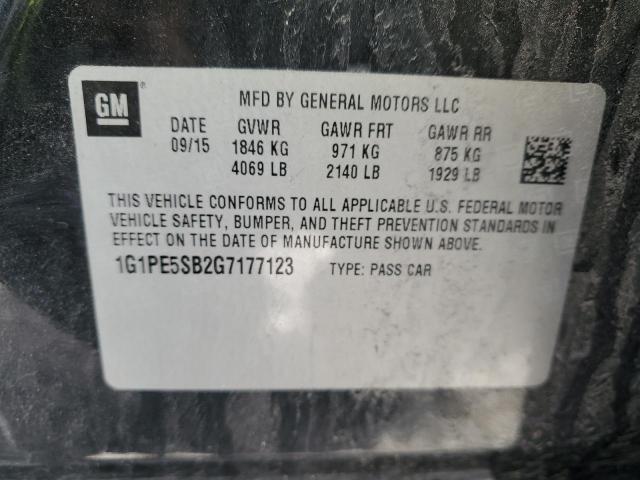 GM®
MFD BY GENERAL MOTORS LLC
DATE GVWR GAWR FRT GAWR RR
09/15 1846 KG 971 KG 875 KG
4069 LB 2140 LB 1929 LB
THIS VEHICLE CONFORMS TO ALL APPLICABLE U.S. FEDERAL MOTOR
VEHICLE SAFETY, BUMPER, AND THEFT PREVENTION STANDARDS IN
EFFECT ON THE DATE OF MANUFACTURE SHOWN ABOVE.
1G1PE5SB2G7177123 TYPE: PASS CAR